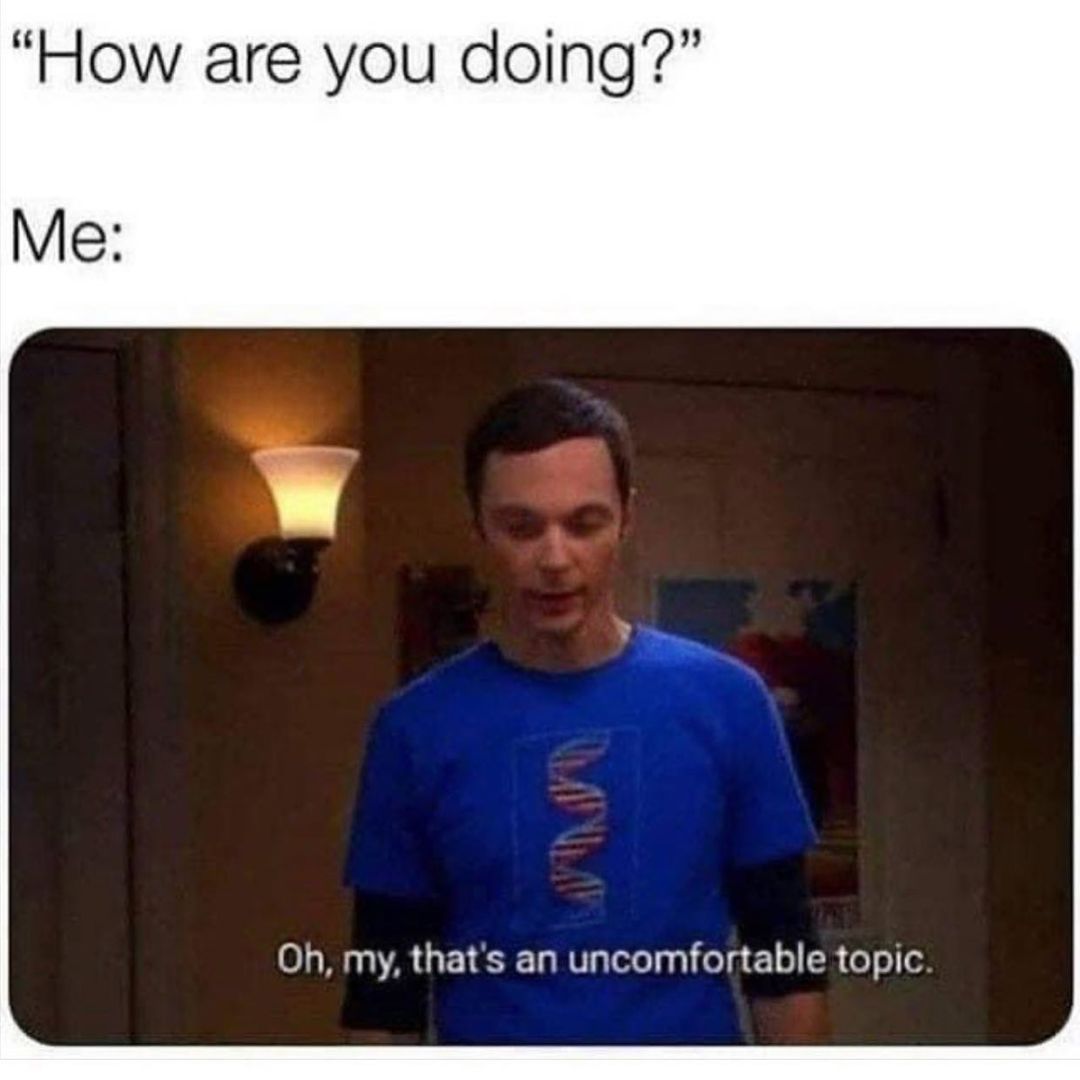 “How are you doing?”
Me:
Oh, my, that's an uncomfortable topic.